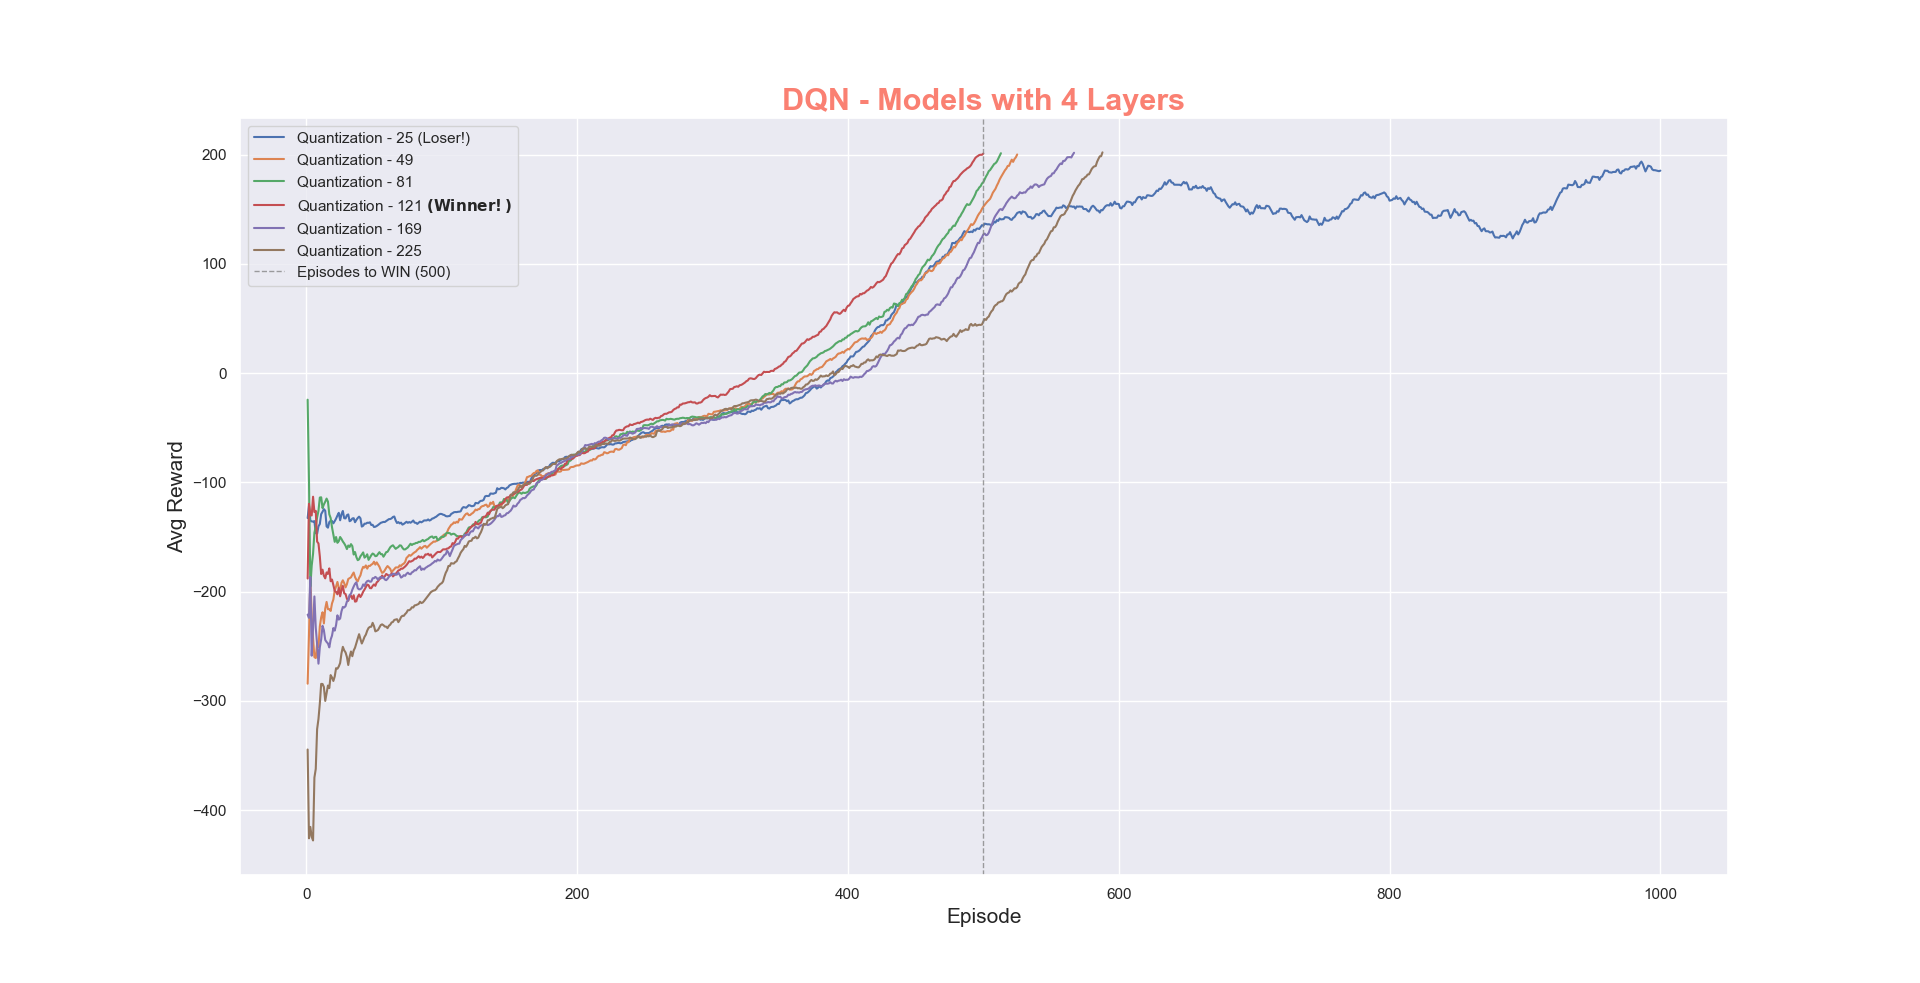 DQN - Models with 4 Layers
Quantization - 25 (Loser!)
Quantization - 49
Quantization - 81
Quantization - 121 (Winner! )
Quantization - 169
Quantization - 225
Episodes to WIN (500)
200
100
0
−100
−200
−300
−400
Avg Reward
0 200 400 600 800 1000
Episode